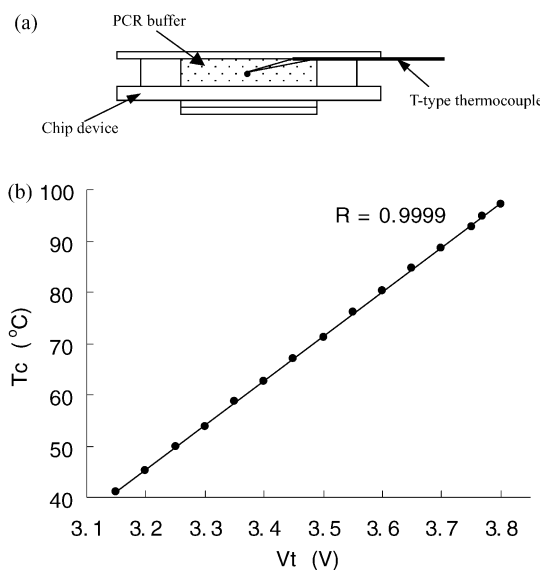 (a)
PCR buffer
T-type thermocouple
Chip device
(b)
R = 0.9999
100
90
80
70
60
50
40
Tc (°C)
3.1 3.2 3.3 3.4 3.5 3.6 3.7 3.8
Vt (V)